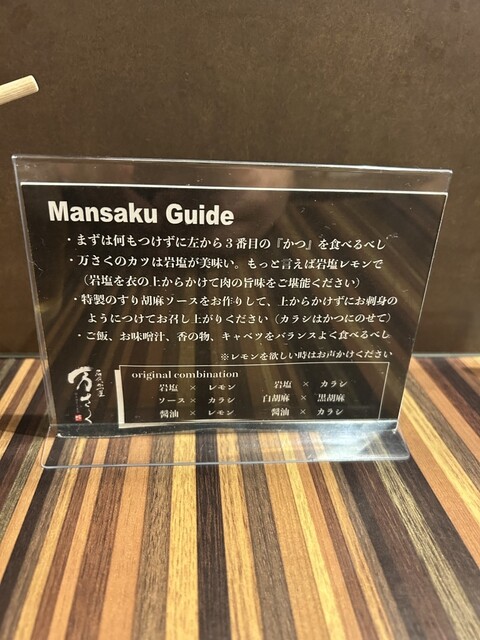 Mansaku Guide
・まずは何もつけずに左から3番目の『かつ』を食べるべし
・万さくのカツは岩塩が美味い。もっと言えば岩塩レモンで
（岩塩を衣の上からかけて肉の旨味をご堪能ください）
・特製のすり胡麻ソースをお作りして、上からかけずにお刺身の
ようにつけてお召し上がりください（カラシはかつにのせて）
・ご飯、お味噌汁、香の物、キャベツをバランスよく食べるべし
※レモンを欲しい時はお声かけください
original combination
岩塩 × レモン 岩塩 × カラシ
ソース × カラシ 白胡麻 × 黒胡麻
醤油 × レモン 醤油 × カラシ
万さく